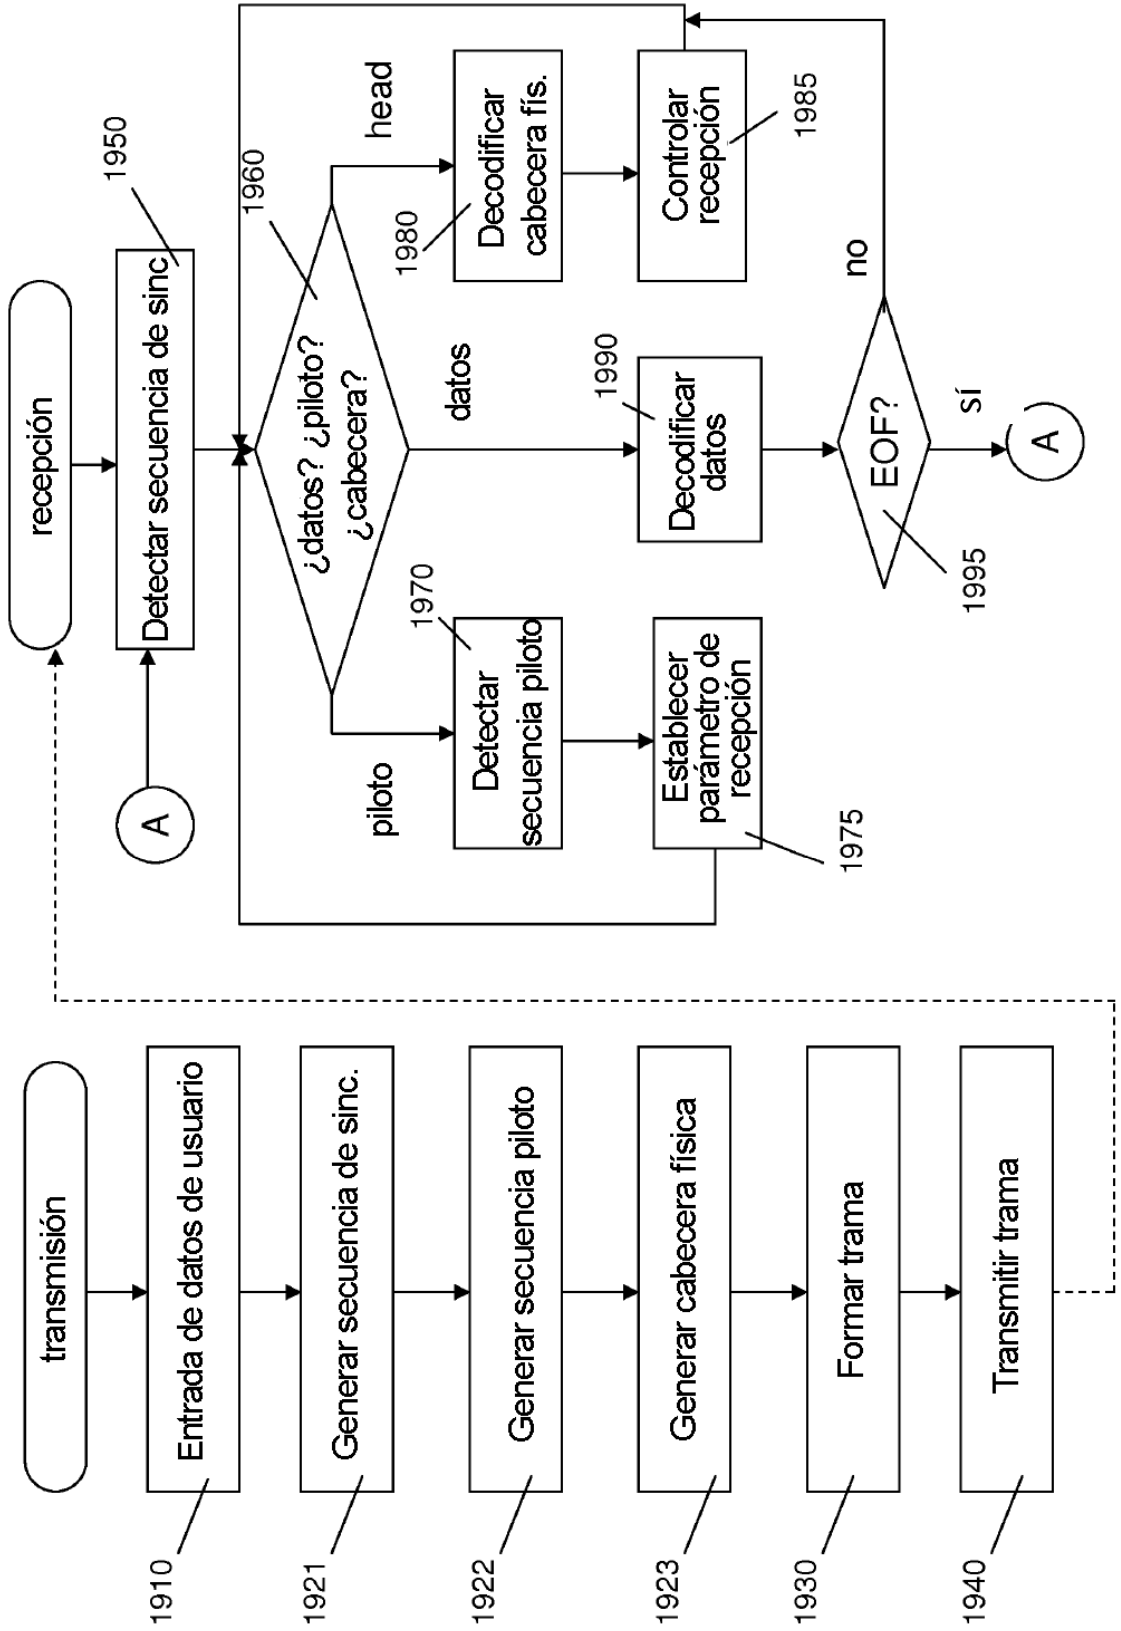 transmisión
Entrada de datos de usuario
1910
Generar secuencia de sinc.
1921
Generar secuencia piloto
1922
Generar cabecera física
1923
Formar trama
1930
Transmitir trama
1940
recepción
A
Detectar secuencia de sinc
1950
¿datos? ¿piloto?
¿cabecera?
1960
piloto
datos
head
Detectar
secuencia piloto
1970
Establecer
parámetro de
recepción
1975
Decodificar
cabecera fís.
1980
Controlar
recepción
1985
Decodificar
datos
1990
EOF?
1995
no
sí
A